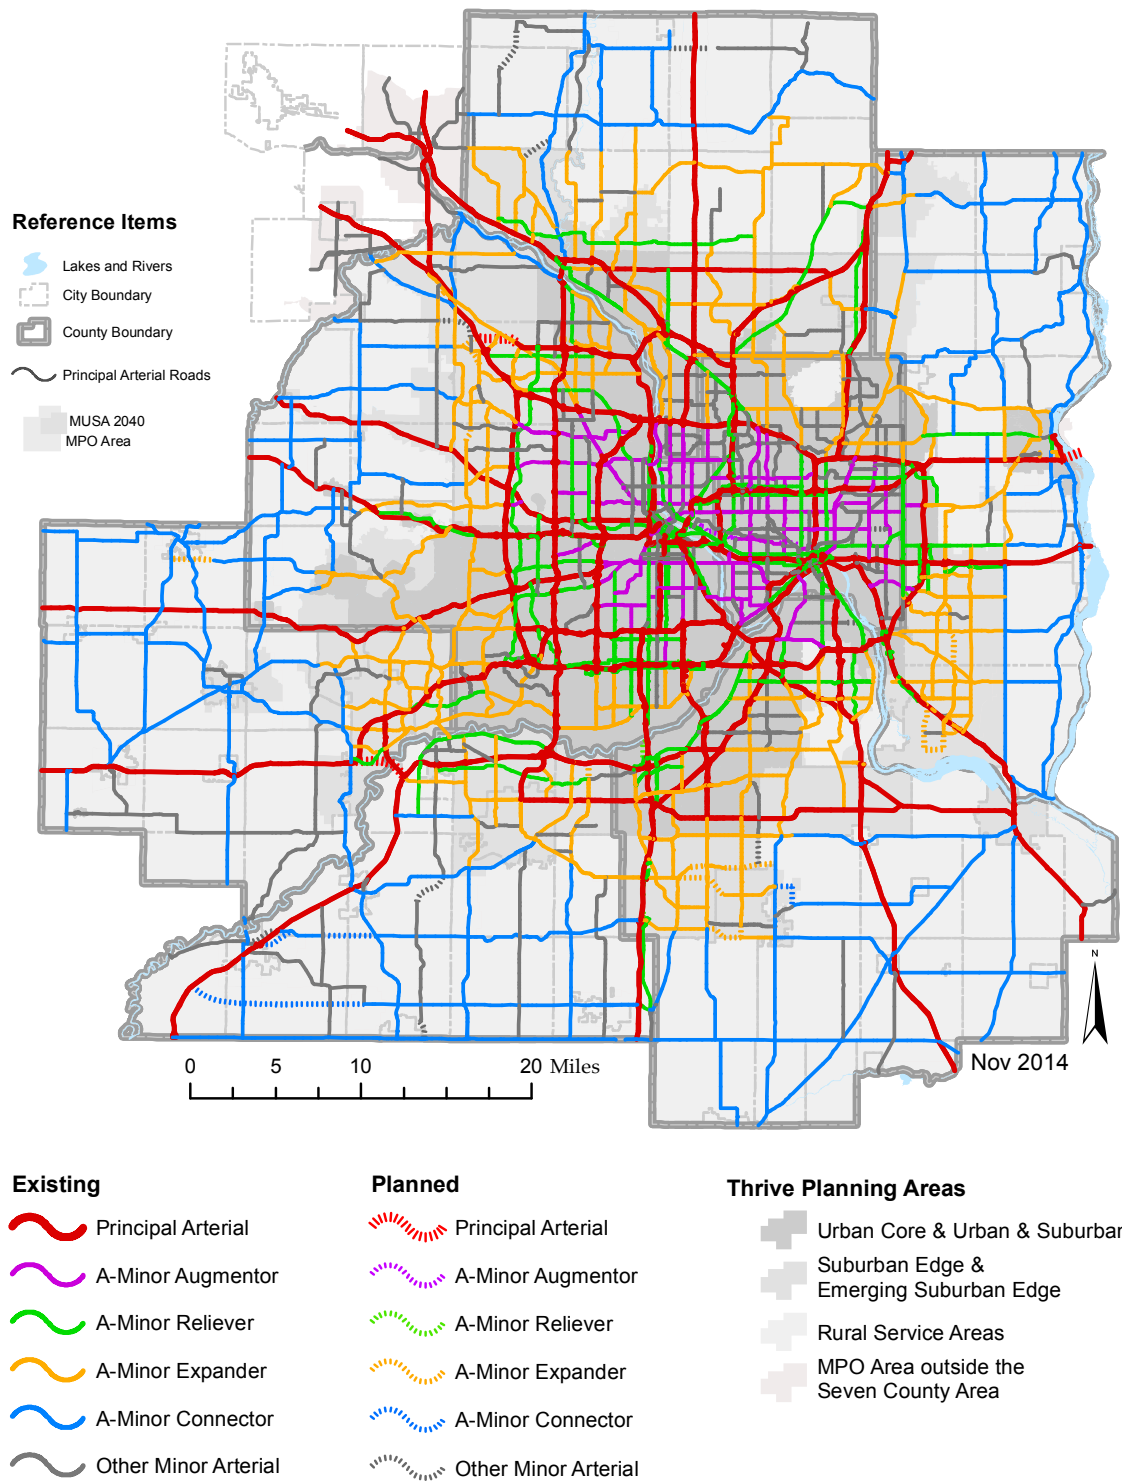 Reference Items
Lakes and Rivers
City Boundary
County Boundary
Principal Arterial Roads
MUSA 2040
MPO Area
N
Nov 2014
0 5 10 20 Miles
Existing
Principal Arterial
A-Minor Augmentor
A-Minor Reliever
A-Minor Expander
A-Minor Connector
Other Minor Arterial
Planned
Principal Arterial
A-Minor Augmentor
A-Minor Reliever
A-Minor Expander
A-Minor Connector
Other Minor Arterial
Thrive Planning Areas
Urban Core & Urban & Suburban
Suburban Edge &
Emerging Suburban Edge
Rural Service Areas
MPO Area outside the
Seven County Area